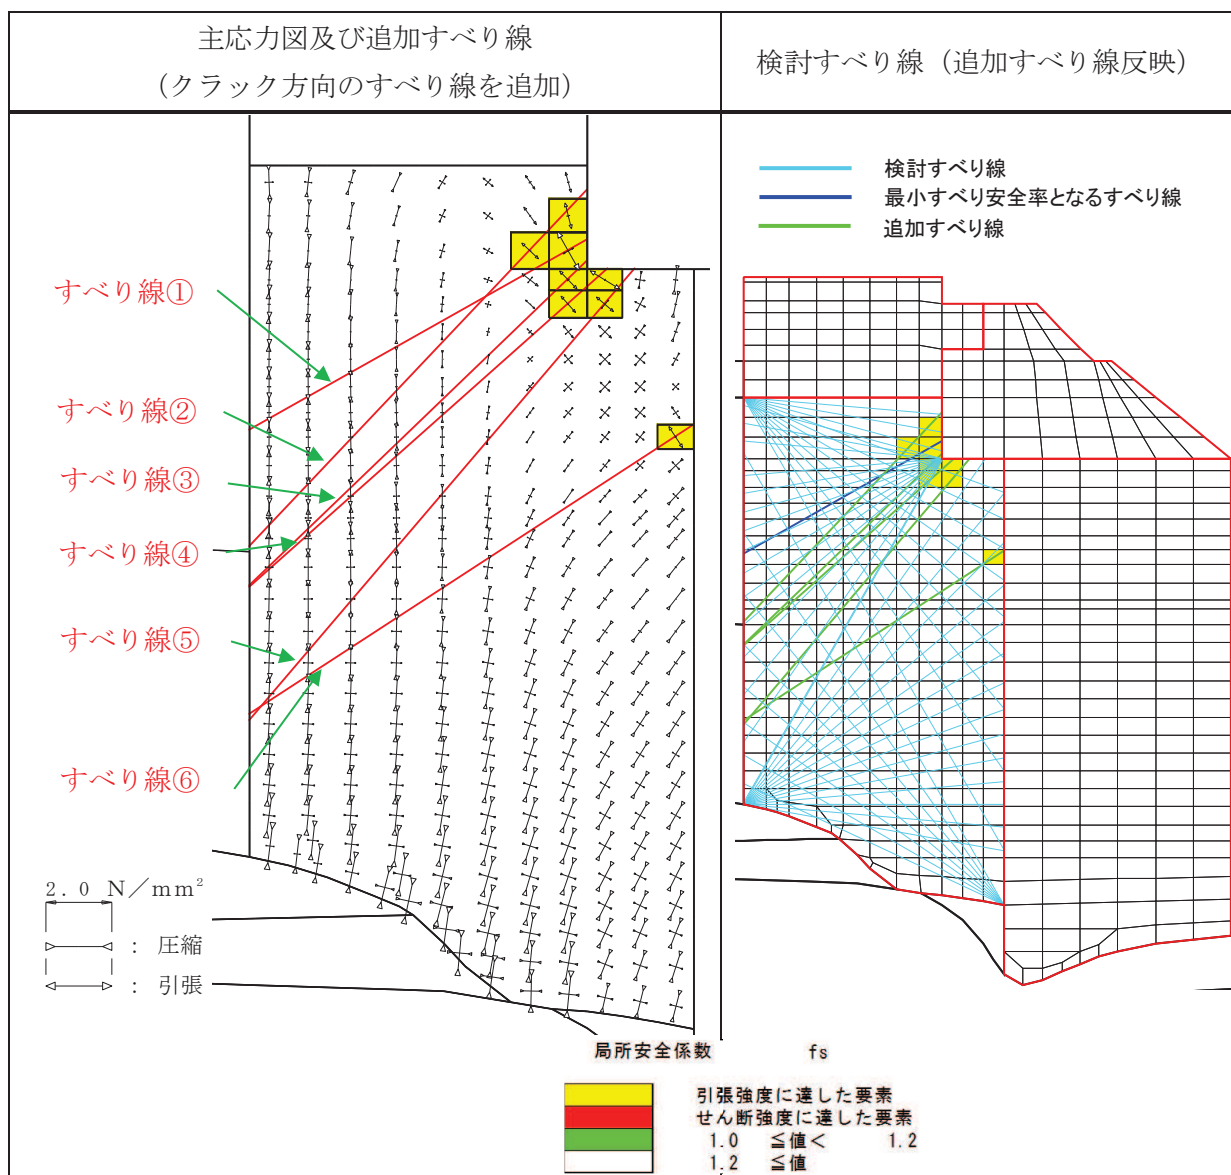 主応力図及び追加すべり線
(クラック方向のすべり線を追加)
検討すべり線（追加すべり線反映）
検討すべり線
最小すべり安全率となるすべり線
追加すべり線
すべり線①
すべり線②
すべり線③
すべり線④
すべり線⑤
すべり線⑥
2.0 N／mm²
： 圧縮
： 引張
局所安全係数 fs
引張強度に達した要素
せん断強度に達した要素
1.0 ≦値＜ 1.2
1.2 ≦値